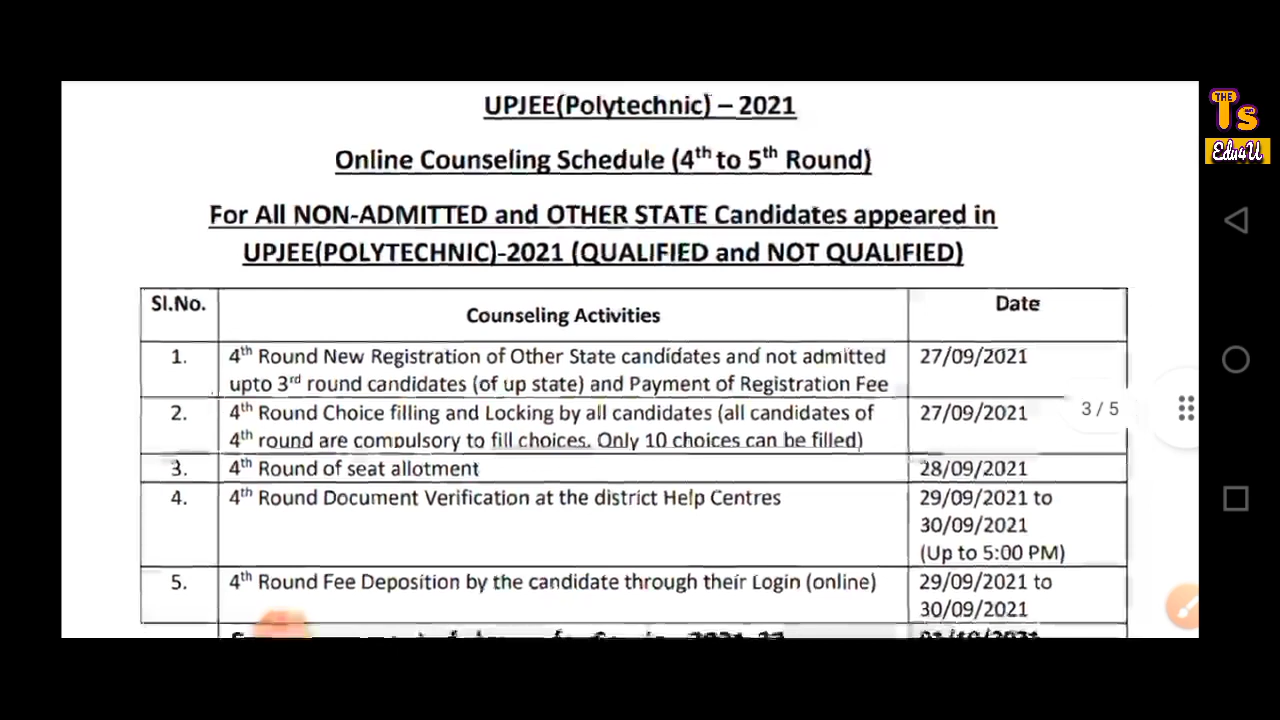 UPJEE(Polytechnic) – 2021
Online Counseling Schedule (4th to 5th Round)
For All NON-ADMITTED and OTHER STATE Candidates appeared in
UPJEE(POLYTECHNIC)-2021 (QUALIFIED and NOT QUALIFIED)
Sl.No. Counseling Activities Date
1. 4th Round New Registration of Other State candidates and not admitted 27/09/2021
upto 3rd round candidates (of up state) and Payment of Registration Fee
2. 4th Round Choice filling and Locking by all candidates (all candidates of 27/09/2021
4th round are compulsory to fill choices. Only 10 choices can be filled)
3. 4th Round of seat allotment 28/09/2021
4. 4th Round Document Verification at the district Help Centres 29/09/2021 to
30/09/2021
(Up to 5:00 PM)
5. 4th Round Fee Deposition by the candidate through their Login (online) 29/09/2021 to
30/09/2021
3 / 5
THE
Ts
Edu4U